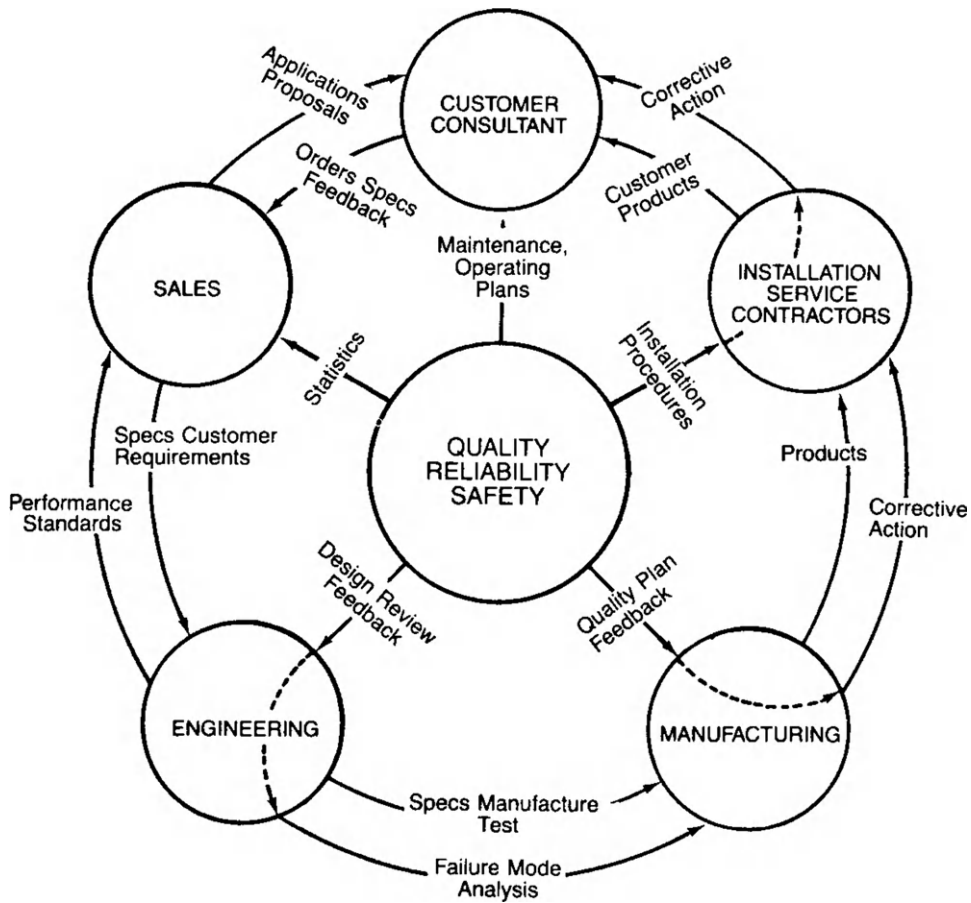 Applications
Proposals
CUSTOMER
CONSULTANT
Corrective
Action
Orders Specs
Feedback
Customer
Products
SALES
Maintenance,
Operating
Plans
INSTALLATION
SERVICE
CONTRACTORS
Statistics
Installation
Procedures
Specs Customer
Requirements
QUALITY
RELIABILITY
SAFETY
Products
Performance
Standards
Corrective
Action
Design Review
Feedback
Quality Plan
Feedback
ENGINEERING
MANUFACTURING
Specs Manufacture
Test
Failure Mode
Analysis